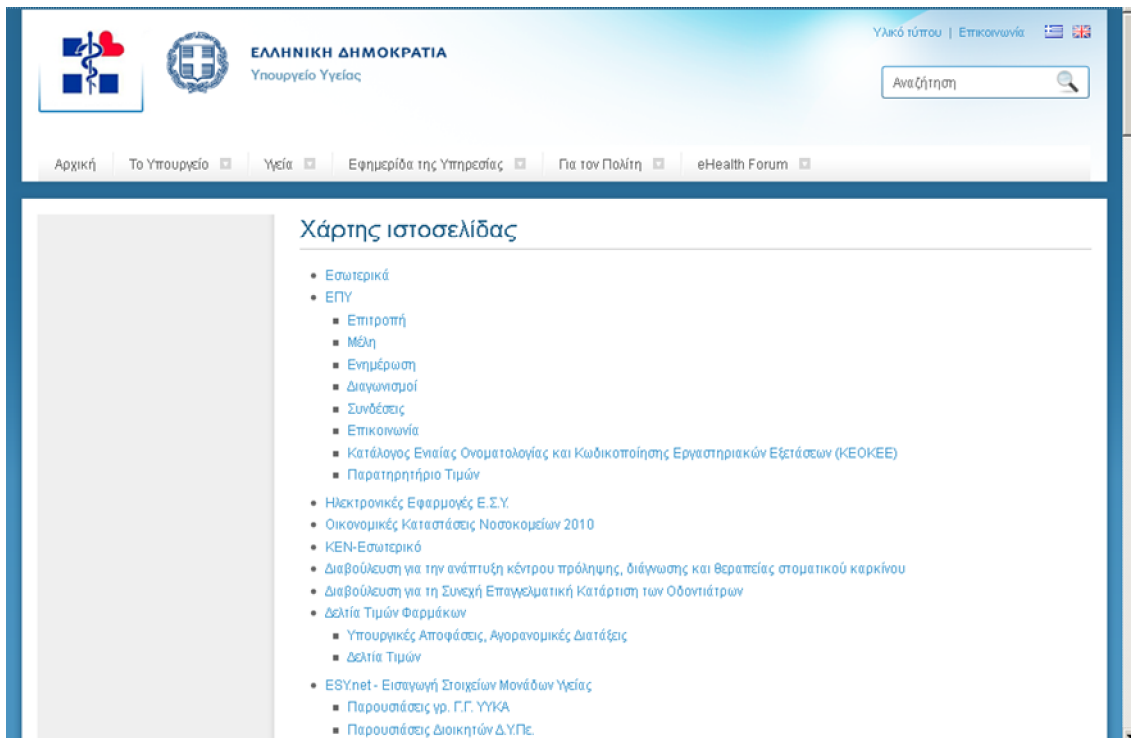 Υλικό τύπου | Επικοινωνία
ΕΛΛΗΝΙΚΗ ΔΗΜΟΚΡΑΤΙΑ
Υπουργείο Υγείας
Αναζήτηση
Αρχική Το Υπουργείο Υγεία Εφημερίδα της Υπηρεσίας Για τον Πολίτη eHealth Forum
Χάρτης ιστοσελίδας
Εσωτερικά
ΕΠΥ
Επιτροπή
Μέλη
Ενημέρωση
Διαγωνισμοί
Συνδέσεις
Επικοινωνία
Κατάλογος Ενιαίας Ονοματολογίας και Κωδικοποίησης Εργαστηριακών Εξετάσεων (ΚΕΟΚΕΕ)
Παρατηρητήριο Τιμών
Ηλεκτρονικές Εφαρμογές Ε.Σ.Υ.
Οικονομικές Καταστάσεις Νοσοκομείων 2010
ΚΕΝ-Εσωτερικό
Διαβούλευση για την ανάπτυξη κέντρου πρόληψης, διάγνωσης και θεραπείας στοματικού καρκίνου
Διαβούλευση για τη Συνεχή Επαγγελματική Κατάρτιση των Οδοντιάτρων
Δελτία Τιμών Φαρμάκων
Υπουργικές Αποφάσεις, Αγορανομικές Διατάξεις
Δελτία Τιμών
ESY.net - Εισαγωγή Στοιχείων Μονάδων Υγείας
Παρουσιάσεις γρ. Γ.Γ. ΥΥΚΑ
Παρουσιάσεις Διοικητών Δ.Υ.Πε.